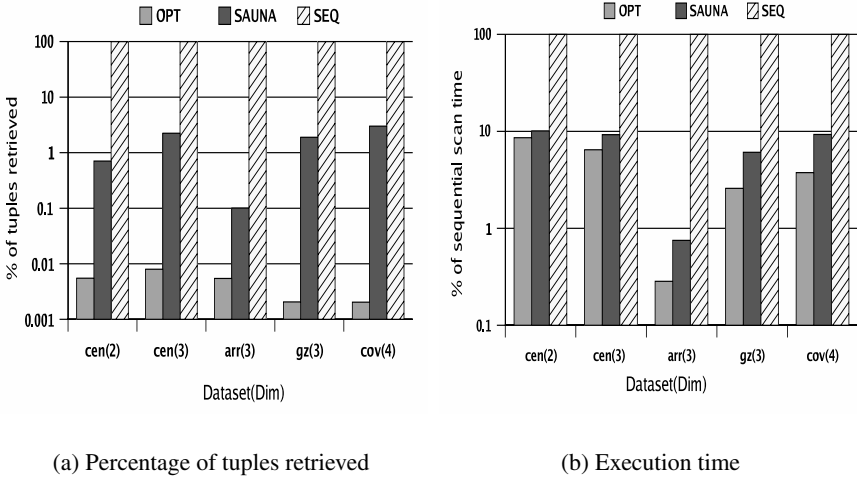 OPT SAUNA SEQ
% of tuples retrieved
100
10
1
0.1
0.01
0.001
cen(2) cen(3) arr(3) gz(3) cov(4)
Dataset(Dim)
(a) Percentage of tuples retrieved
OPT SAUNA SEQ
% of sequential scan time
100
10
1
0.1
cen(2) cen(3) arr(3) gz(3) cov(4)
Dataset(Dim)
(b) Execution time